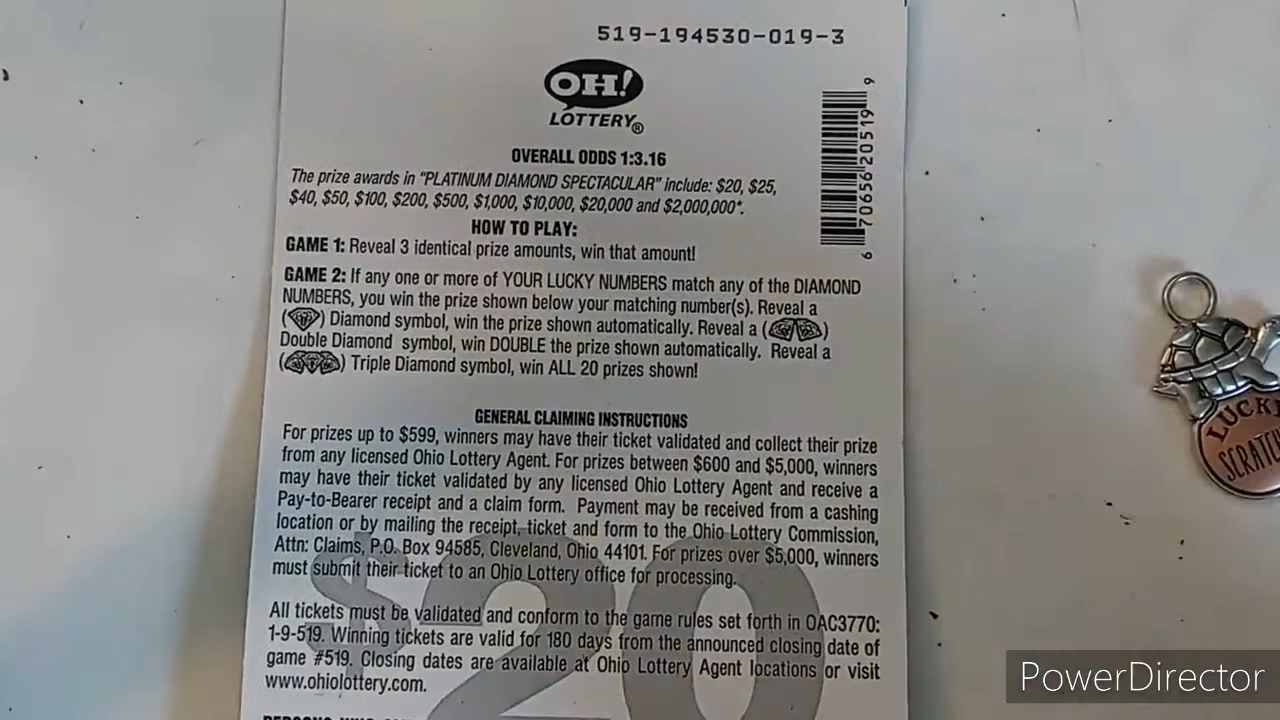 519-194530-019-3
OH!
LOTTERY®
6 70656 20519 9
OVERALL ODDS 1:3.16
The prize awards in "PLATINUM DIAMOND SPECTACULAR" include: $20, $25,
$40, $50, $100, $200, $500, $1,000, $10,000, $20,000 and $2,000,000*.
HOW TO PLAY:
GAME 1: Reveal 3 identical prize amounts, win that amount!
GAME 2: If any one or more of YOUR LUCKY NUMBERS match any of the DIAMOND
NUMBERS, you win the prize shown below your matching number(s). Reveal a
( ) Diamond symbol, win the prize shown automatically. Reveal a ( )
Double Diamond symbol, win DOUBLE the prize shown automatically. Reveal a
( ) Triple Diamond symbol, win ALL 20 prizes shown!
GENERAL CLAIMING INSTRUCTIONS
For prizes up to $599, winners may have their ticket validated and collect their prize
from any licensed Ohio Lottery Agent. For prizes between $600 and $5,000, winners
may have their ticket validated by any licensed Ohio Lottery Agent and receive a
Pay-to-Bearer receipt and a claim form. Payment may be received from a cashing
location or by mailing the receipt, ticket and form to the Ohio Lottery Commission,
Attn: Claims, P.O. Box 94585, Cleveland, Ohio 44101. For prizes over $5,000, winners
must submit their ticket to an Ohio Lottery office for processing.
$20
All tickets must be validated and conform to the game rules set forth in OAC3770:
1-9-519. Winning tickets are valid for 180 days from the announced closing date of
game #519. Closing dates are available at Ohio Lottery Agent locations or visit
www.ohiolottery.com.
LUCKY
SCRATCH
PowerDirector